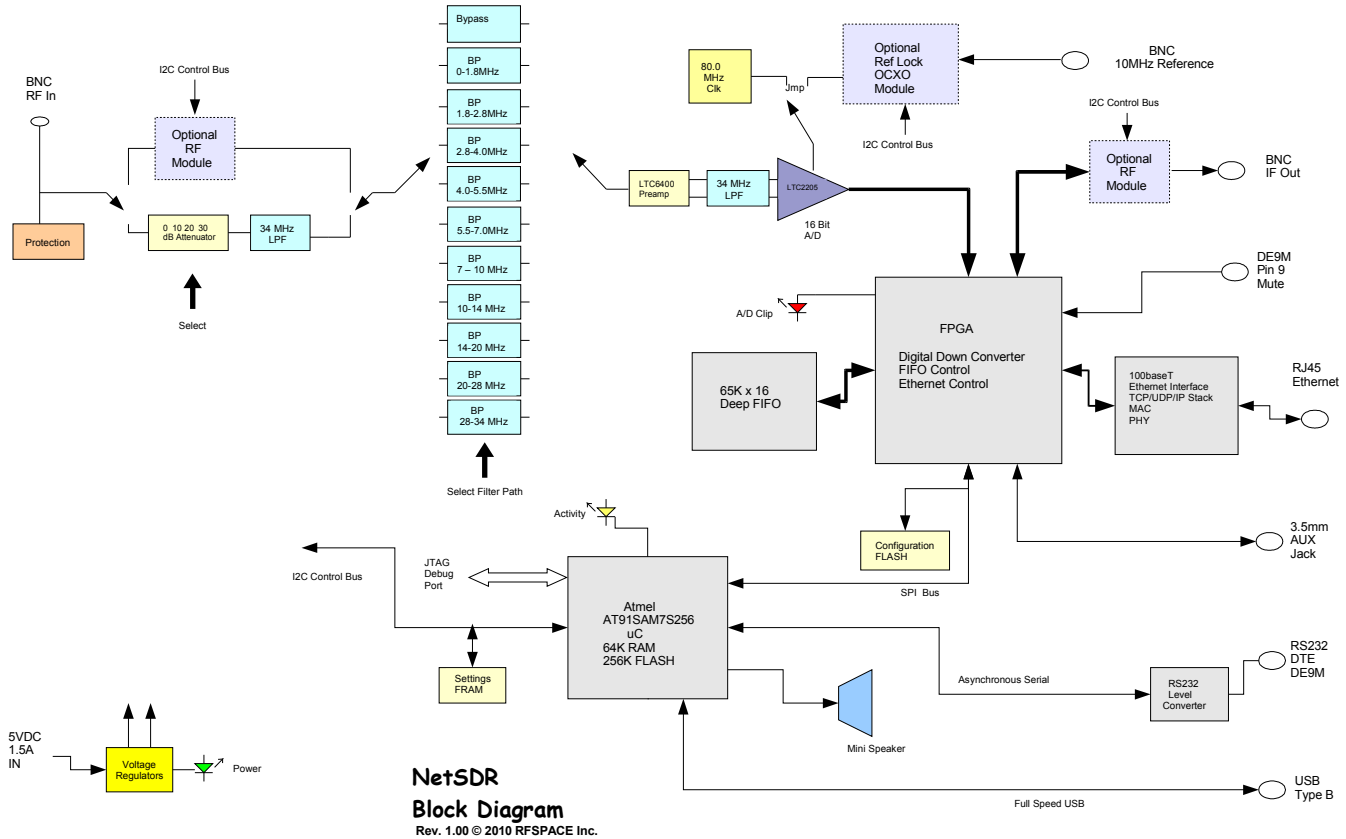 Bypass
BP
0-1.8MHz
BP
1.8-2.8MHz
BP
2.8-4.0MHz
BP
4.0-5.5MHz
BP
5.5-7.0MHz
BP
7 – 10 MHz
BP
10-14 MHz
BP
14-20 MHz
BP
20-28 MHz
BP
28-34 MHz
Select Filter Path
BNC
RF In
I2C Control Bus
Optional
RF
Module
Protection
0 10 20 30
dB Attenuator
34 MHz
LPF
Select
80.0
MHz
Clk
Jmp
Optional
Ref Lock
OCXO
Module
BNC
10MHz Reference
I2C Control Bus
I2C Control Bus
Optional
RF
Module
BNC
IF Out
LTC6400
Preamp
34 MHz
LPF
LTC2205
16 Bit
A/D
DE9M
Pin 9
Mute
A/D Clip
FPGA
Digital Down Converter
FIFO Control
Ethernet Control
65K x 16
Deep FIFO
100baseT
Ethernet Interface
TCP/UDP/IP Stack
MAC
PHY
RJ45
Ethernet
Activity
Configuration
FLASH
3.5mm
AUX
Jack
I2C Control Bus
JTAG
Debug
Port
SPI Bus
Atmel
AT91SAM7S256
uC
64K RAM
256K FLASH
Settings
FRAM
Asynchronous Serial
RS232
Level
Converter
RS232
DTE
DE9M
Mini Speaker
5VDC
1.5A
IN
Voltage
Regulators
Power
Full Speed USB
USB
Type B
NetSDR
Block Diagram
Rev. 1.00 © 2010 RFSPACE Inc.